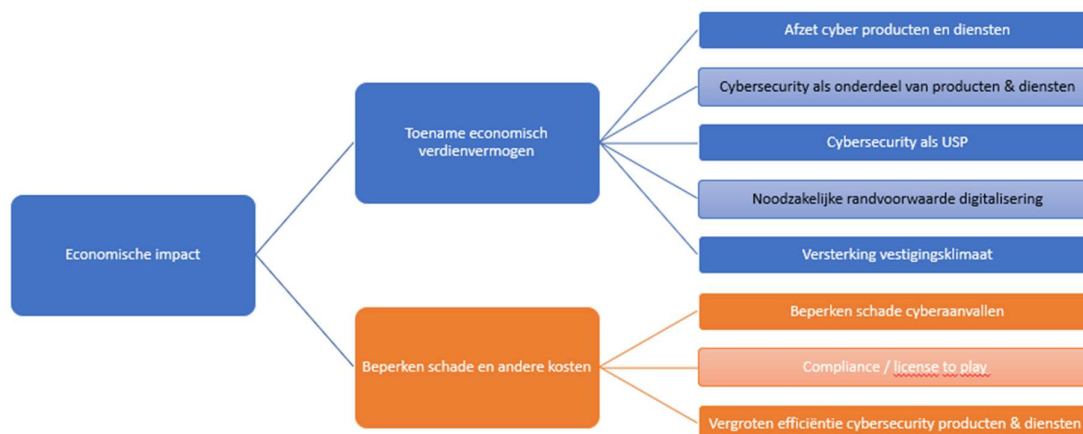 Economische impact
Toename economisch
verdienvermogen
Afzet cyber producten en diensten
Cybersecurity als onderdeel van producten & diensten
Cybersecurity als USP
Noodzakelijke randvoorwaarde digitalisering
Versterking vestigingsklimaat
Beperken schade en andere kosten
Beperken schade cyberaanvallen
Compliance / license to play
Vergroten efficiëntie cybersecurity producten & diensten